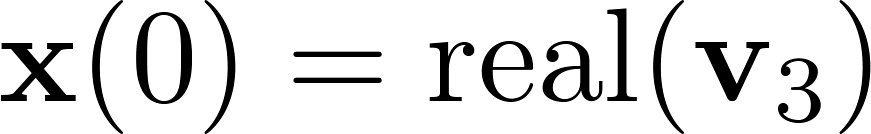 𝐱(0) = real(𝐯₃)